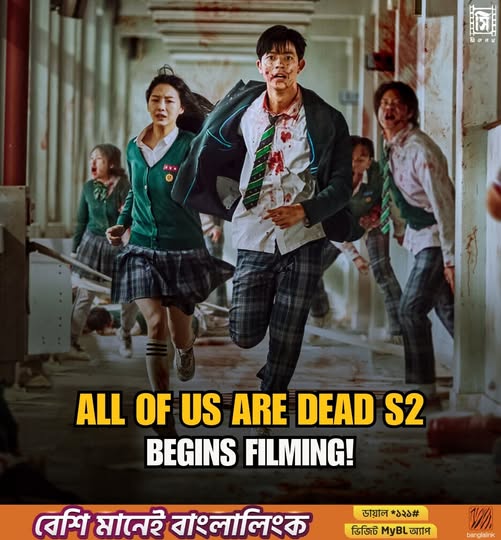 ALL OF US ARE DEAD S2
BEGINS FILMING!
বেশি মানেই বাংলালিংক
ডায়াল *১২১#
ভিজিট MyBL অ্যাপ
banglalink